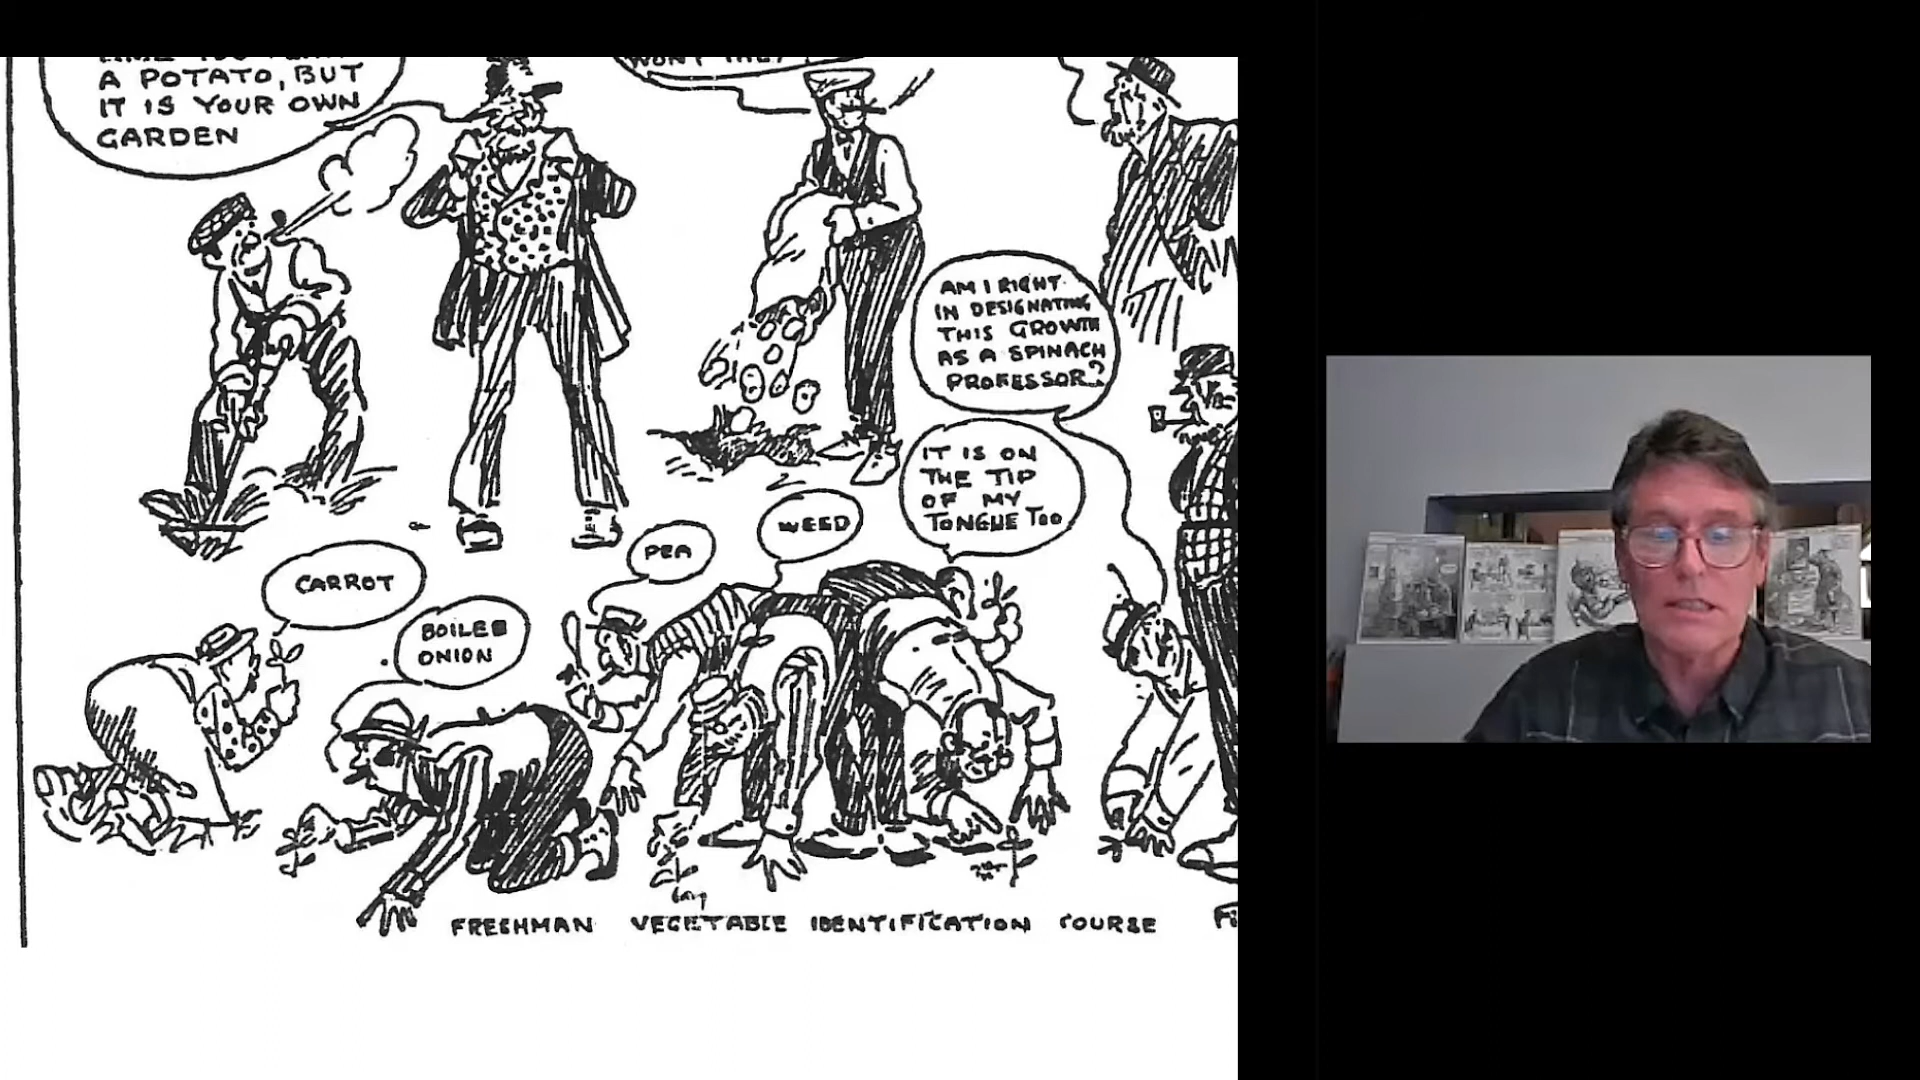 A POTATO, BUT
IT IS YOUR OWN
GARDEN
AM I RIGHT
IN DESIGNATING
THIS GROWTH
AS A SPINACH
PROFESSOR?
IT IS ON
THE TIP
OF MY
TONGUE TOO
WEED
PEA
CARROT
BOILED
ONION
FRESHMAN VEGETABLE IDENTIFICATION COURSE